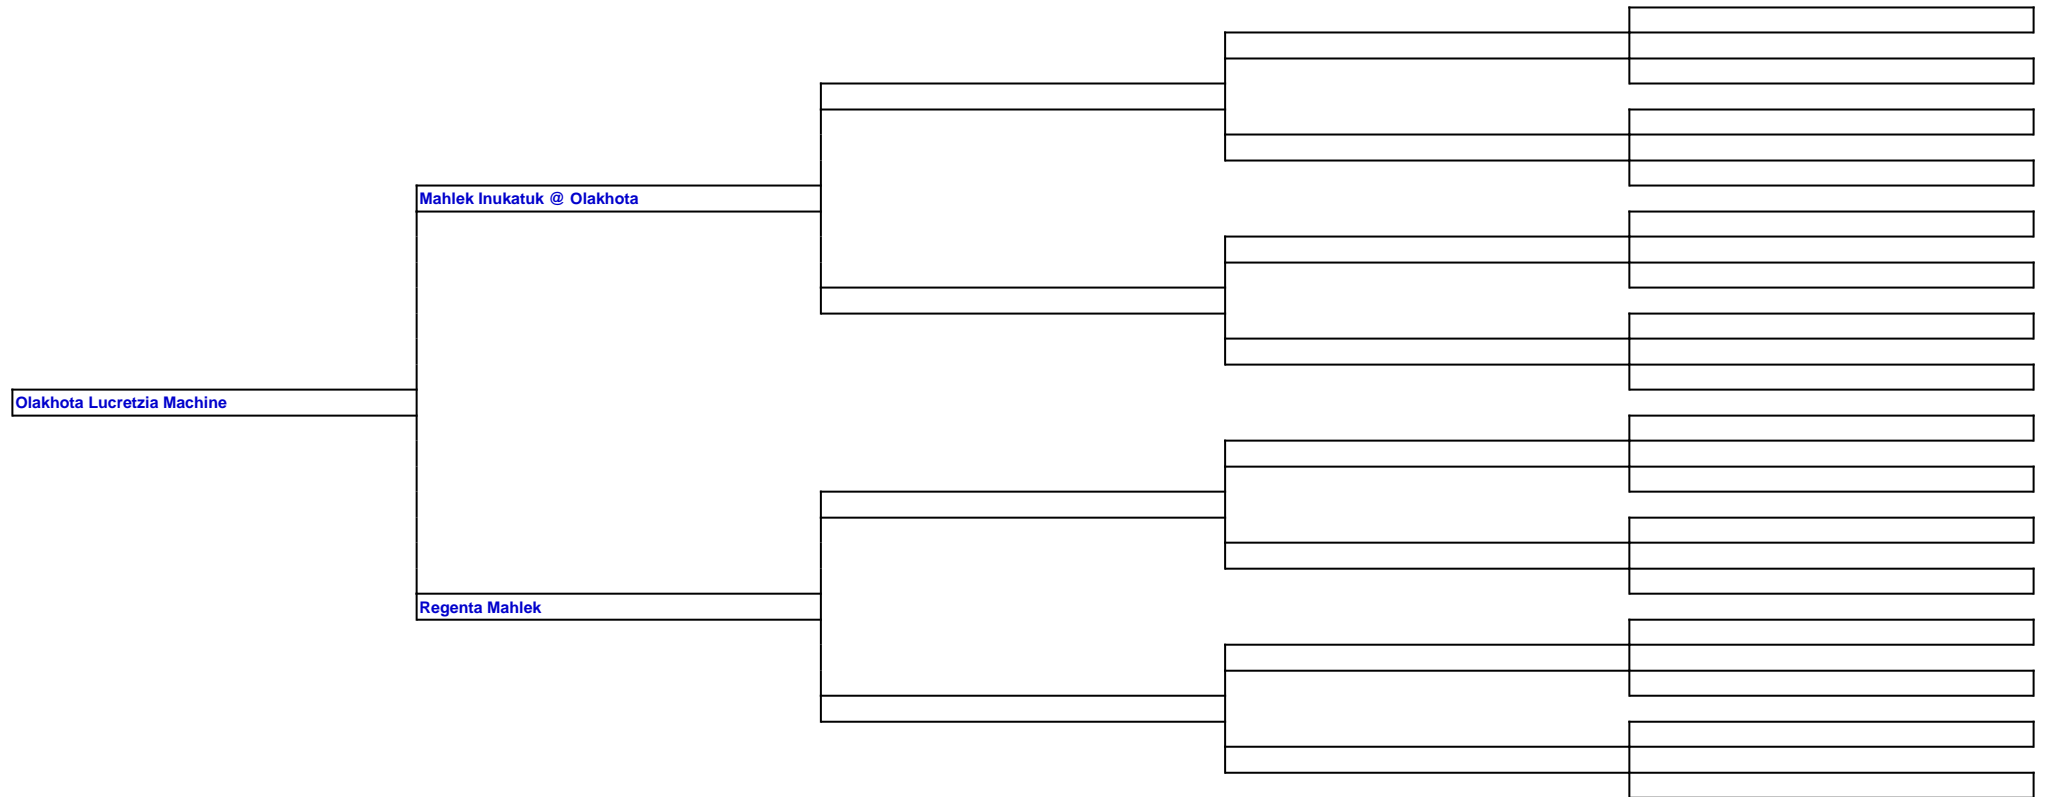 Mahlek Inukatuk @ Olakhota
Olakhota Lucretzia Machine
Regenta Mahlek